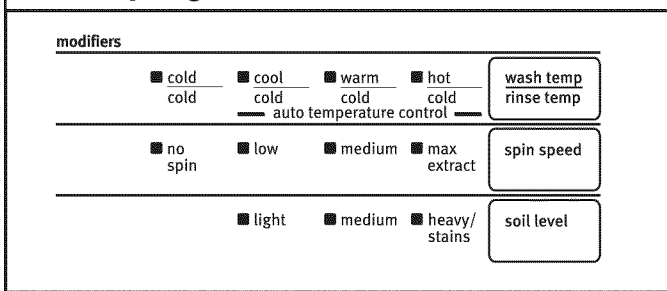 modifiers
cold cool warm hot wash temp
cold cold cold cold rinse temp
auto temperature control
no low medium max spin speed
spin extract
light medium heavy/ soil level
stains